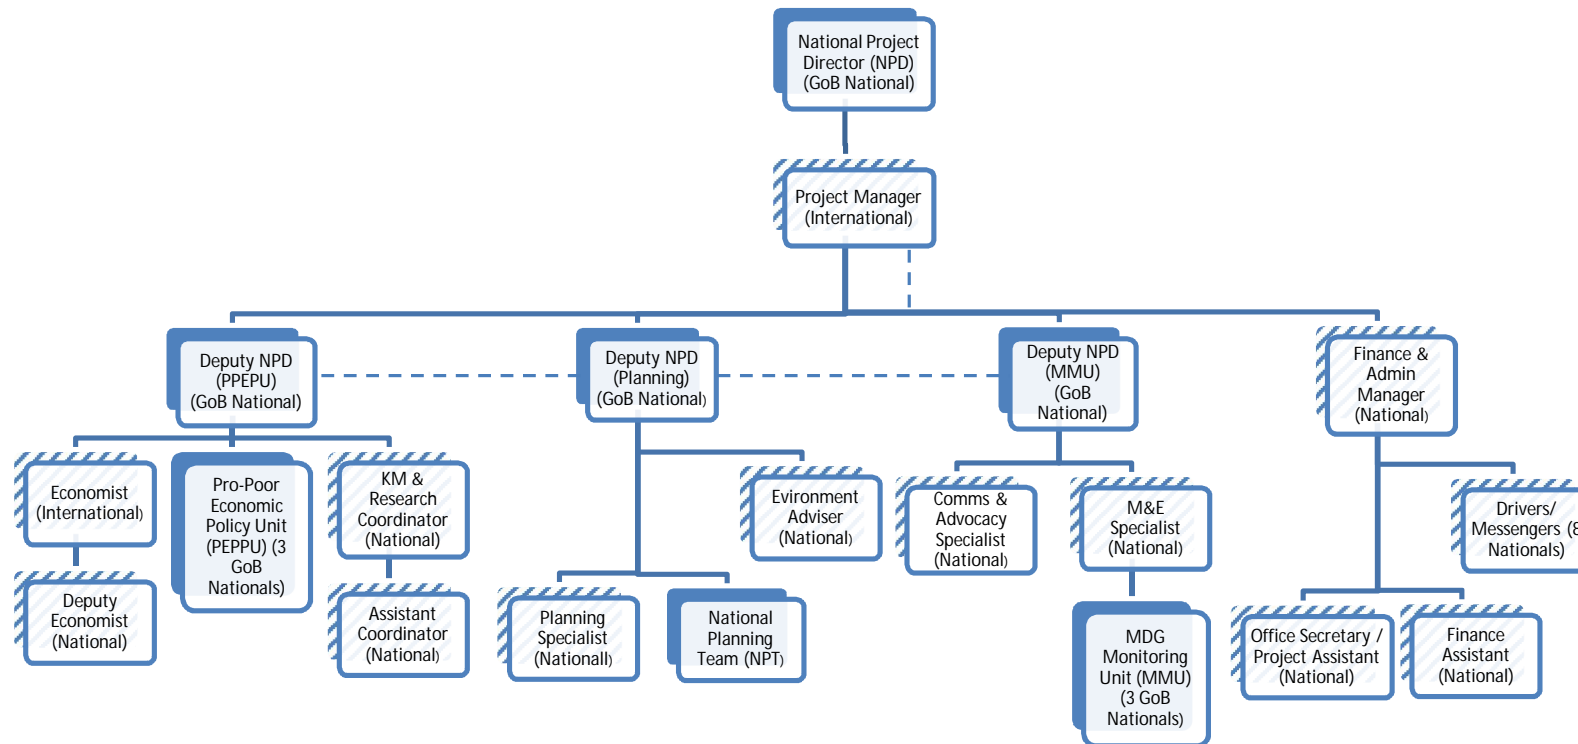 National Project
Director (NPD)
(GoB National)
Project Manager
(International)
Deputy NPD
(PPEPU)
(GoB National)
Deputy NPD
(Planning)
(GoB National)
Deputy NPD
(MMU)
(GoB
National)
Finance &
Admin
Manager
(National)
Economist
(International)
Pro-Poor
Economic
Policy Unit
(PEPPU) (3
GoB
Nationals)
KM &
Research
Coordinator
(National)
Evironment
Adviser
(National)
Comms &
Advocacy
Specialist
(National)
M&E
Specialist
(National)
Drivers/
Messengers (8
Nationals)
Deputy
Economist
(National)
Assistant
Coordinator
(National)
Planning
Specialist
(Nationall)
National
Planning
Team (NPT)
MDG
Monitoring
Unit (MMU)
(3 GoB
Nationals)
Office Secretary /
Project Assistant
(National)
Finance
Assistant
(National)